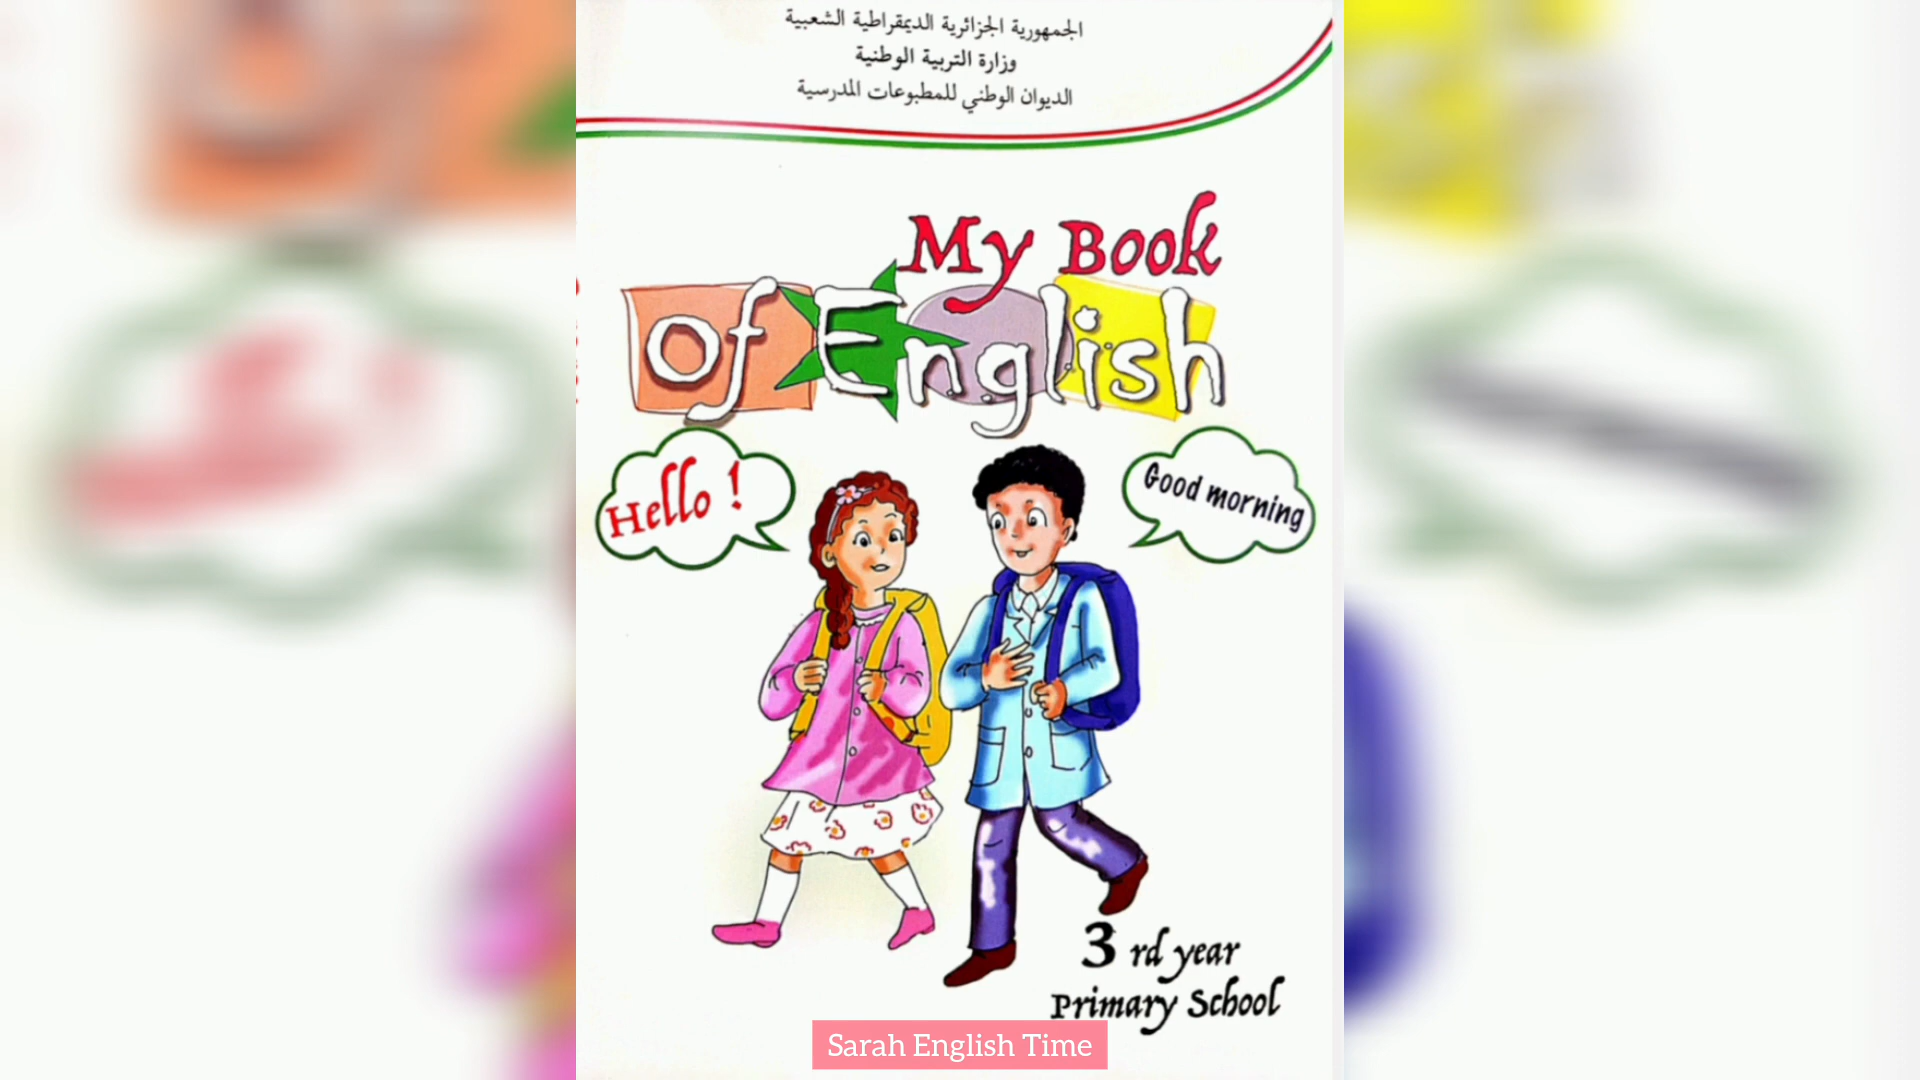 الجمهورية الجزائرية الديمقراطية الشعبية
وزارة التربية الوطنية
الديوان الوطني للمطبوعات المدرسية
My Book
of English
Hello !
Good morning
3 rd year
Primary School
Sarah English Time